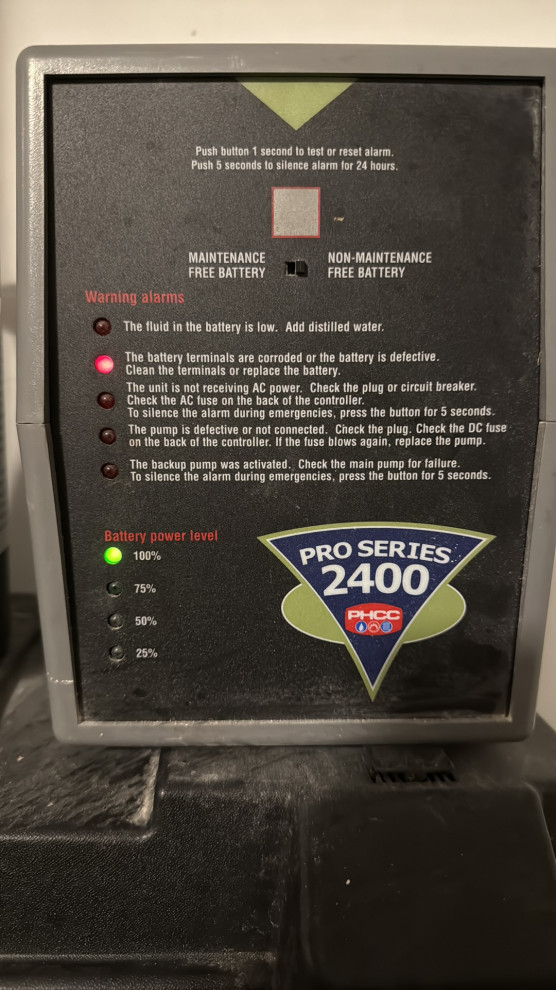 Push button 1 second to test or reset alarm.
Push 5 seconds to silence alarm for 24 hours.
MAINTENANCE
FREE BATTERY
NON-MAINTENANCE
FREE BATTERY
Warning alarms
The fluid in the battery is low. Add distilled water.
The battery terminals are corroded or the battery is defective.
Clean the terminals or replace the battery.
The unit is not receiving AC power. Check the plug or circuit breaker.
Check the AC fuse on the back of the controller.
To silence the alarm during emergencies, press the button for 5 seconds.
The pump is defective or not connected. Check the plug. Check the DC fuse
on the back of the controller. If the fuse blows again, replace the pump.
The backup pump was activated. Check the main pump for failure.
To silence the alarm during emergencies, press the button for 5 seconds.
Battery power level
100%
75%
50%
25%
PRO SERIES
2400
PHCC